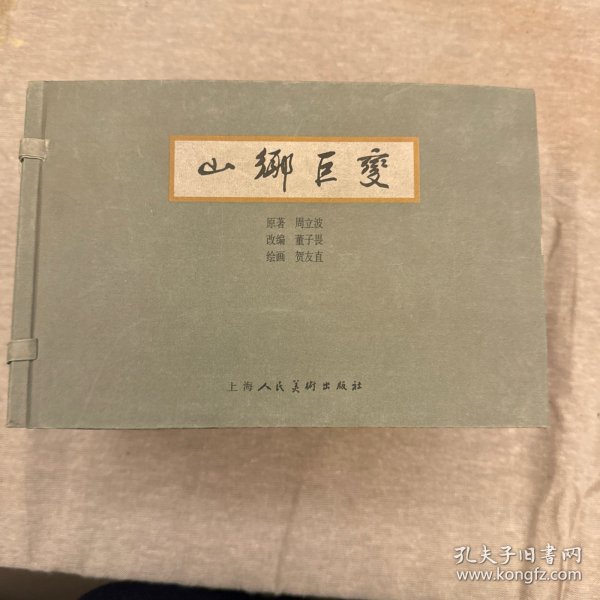 山鄉巨變
原著 周立波
改编 董子畏
绘画 贺友直
上海人民美術出版社
孔夫子旧书网
www.kongfz.com